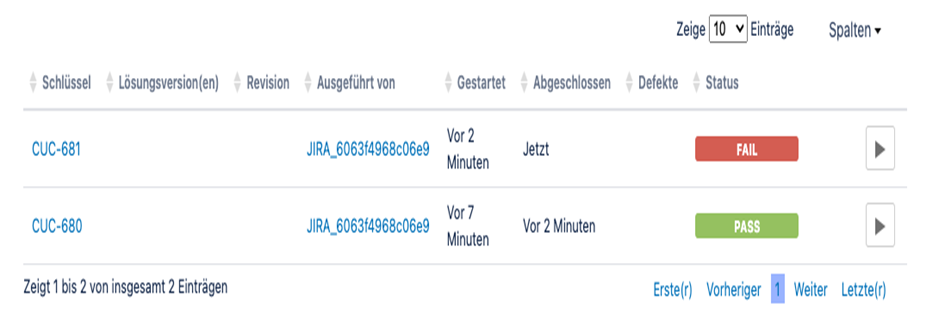 Zeige 10 Einträge Spalten
Schlüssel Lösungsversion(en) Revision Ausgeführt von Gestartet Abgeschlossen Defekte Status
CUC-681 JIRA_6063f4968c06e9 Vor 2 Minuten Jetzt FAIL
CUC-680 JIRA_6063f4968c06e9 Vor 7 Minuten Vor 2 Minuten PASS
Zeigt 1 bis 2 von insgesamt 2 Einträgen Erste(r) Vorheriger 1 Weiter Letzte(r)